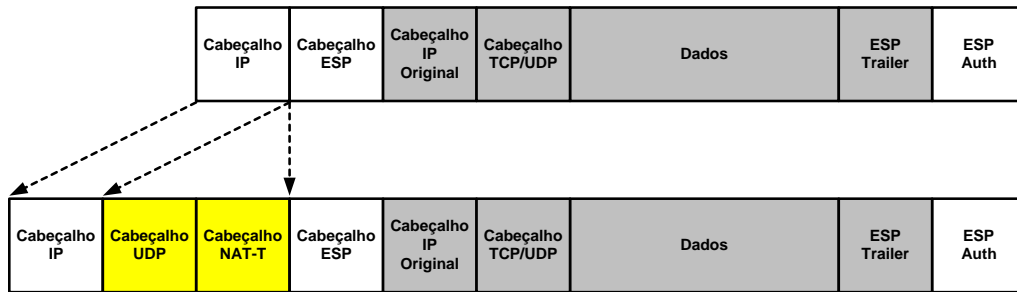 Cabeçalho
IP
Cabeçalho
ESP
Cabeçalho
IP
Original
Cabeçalho
TCP/UDP
Dados
ESP
Trailer
ESP
Auth
Cabeçalho
IP
Cabeçalho
UDP
Cabeçalho
NAT-T
Cabeçalho
ESP
Cabeçalho
IP
Original
Cabeçalho
TCP/UDP
Dados
ESP
Trailer
ESP
Auth